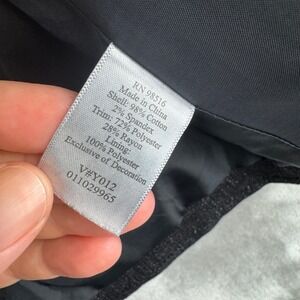 RN 98516
Made in China
Shell: 98% Cotton
2% Spandex
Trim: 72% Polyester
28% Rayon
Lining:
100% Polyester
Exclusive of Decoration
V#Y012
011029965